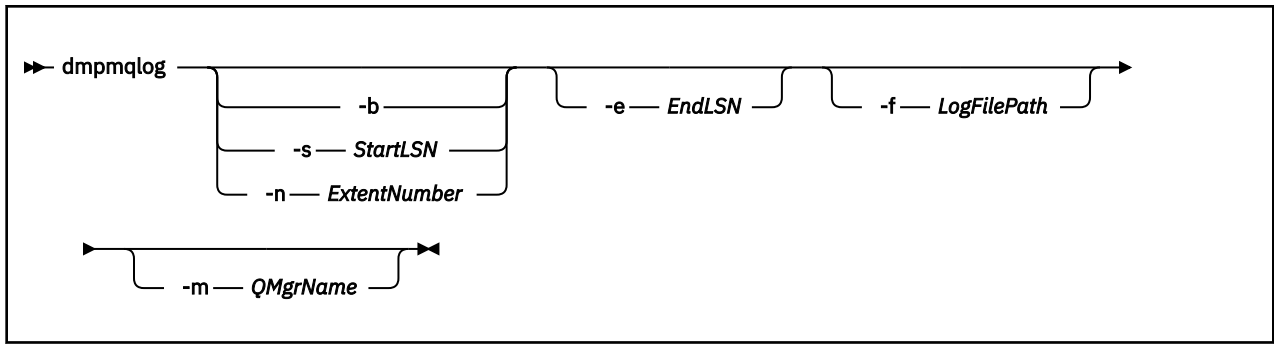 dmpmqlog
-b
-e EndLSN
-f LogFilePath
-s StartLSN
-n ExtentNumber
-m QMgrName